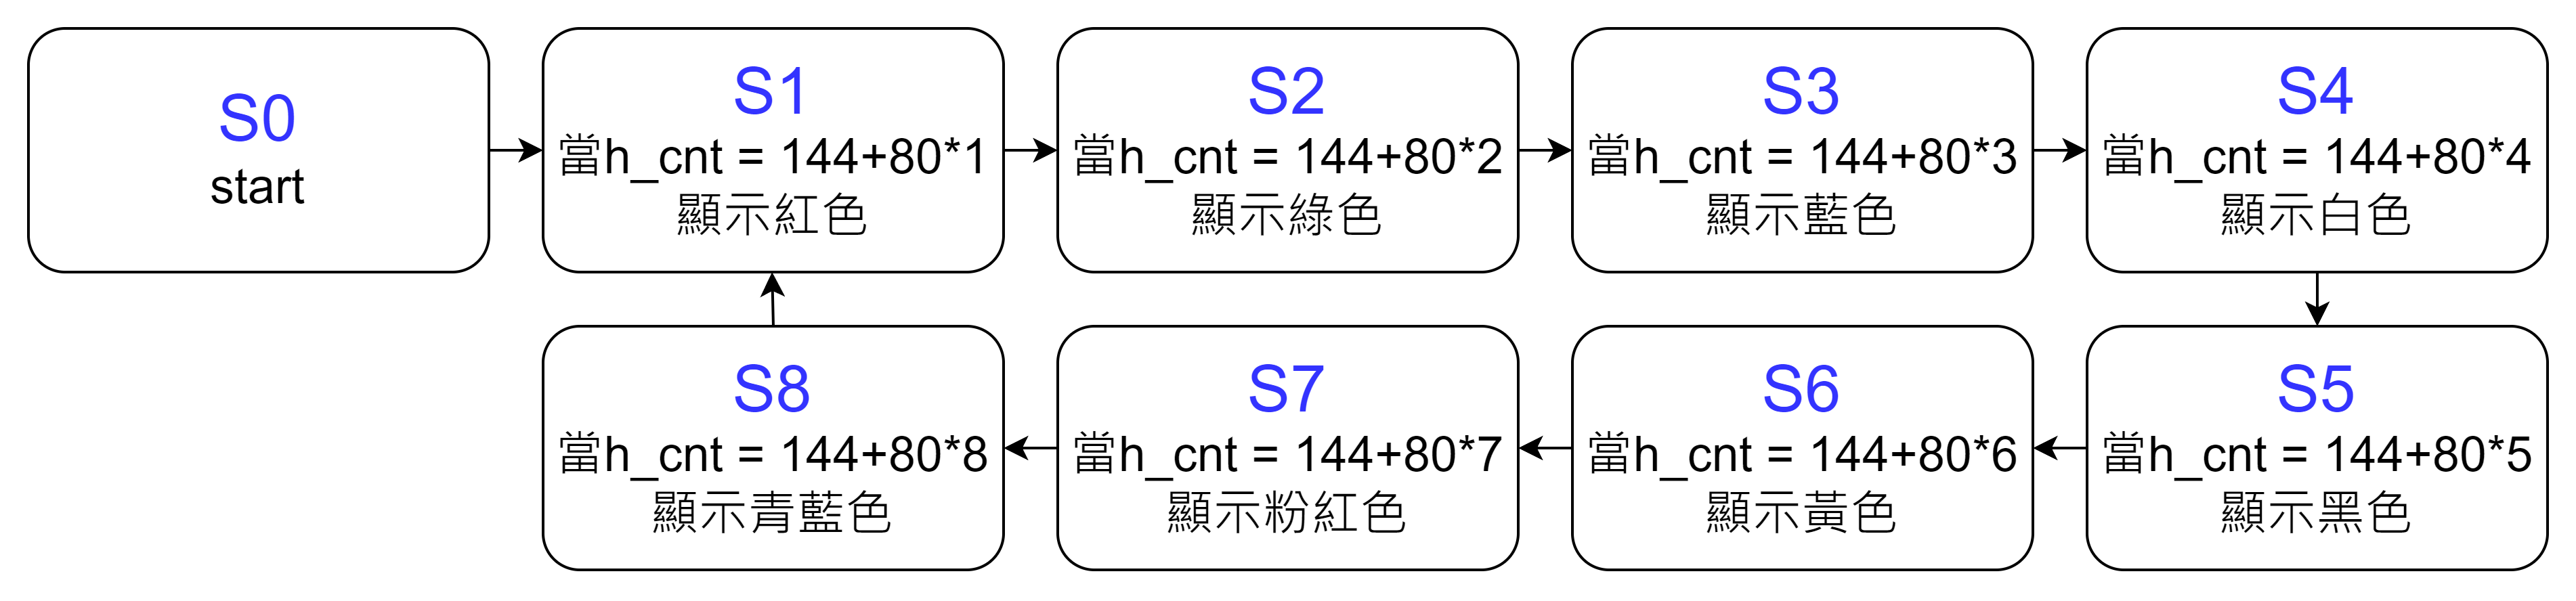 S0
start
S1
當h_cnt = 144+80*1
顯示紅色
S2
當h_cnt = 144+80*2
顯示綠色
S3
當h_cnt = 144+80*3
顯示藍色
S4
當h_cnt = 144+80*4
顯示白色
S8
當h_cnt = 144+80*8
顯示青藍色
S7
當h_cnt = 144+80*7
顯示粉紅色
S6
當h_cnt = 144+80*6
顯示黃色
S5
當h_cnt = 144+80*5
顯示黑色